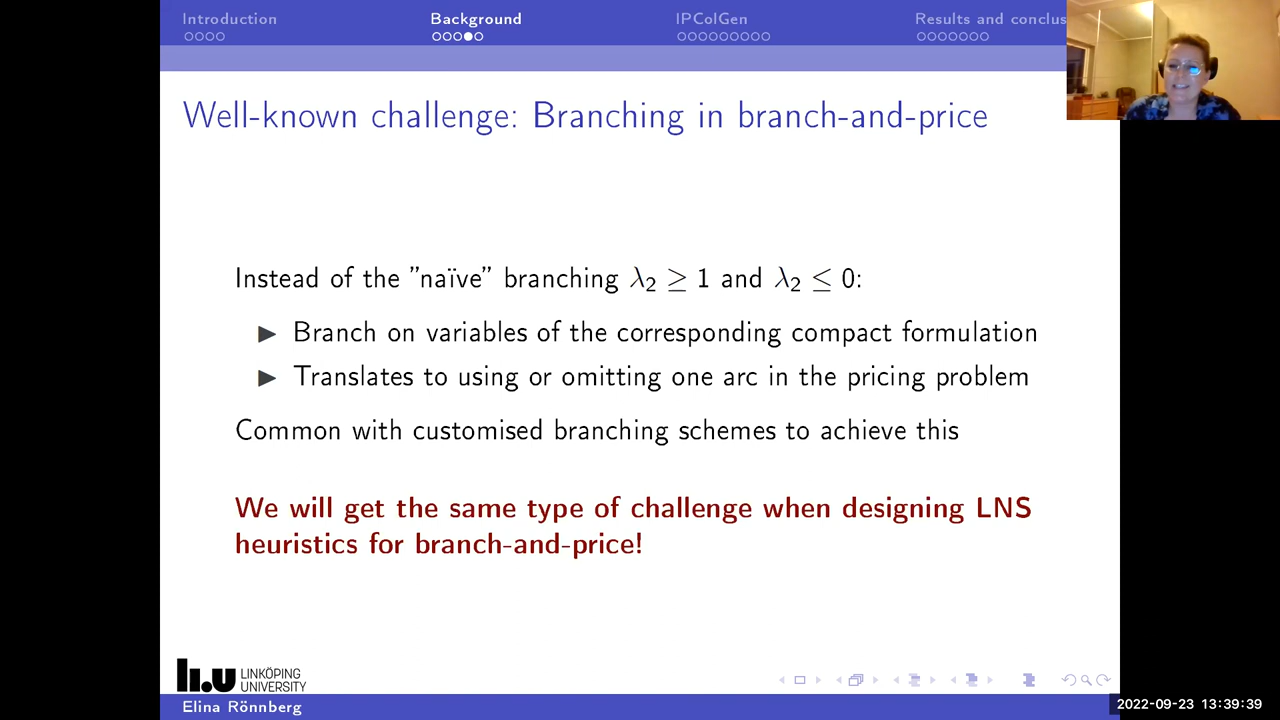 Introduction
Background
IPColGen
Results and conclus
Well-known challenge: Branching in branch-and-price
Instead of the "naïve" branching λ₂ ≥ 1 and λ₂ ≤ 0:
▶ Branch on variables of the corresponding compact formulation
▶ Translates to using or omitting one arc in the pricing problem
Common with customised branching schemes to achieve this
We will get the same type of challenge when designing LNS
heuristics for branch-and-price!
li.u LINKÖPING
UNIVERSITY
Elina Rönnberg
2022-09-23 13:39:39